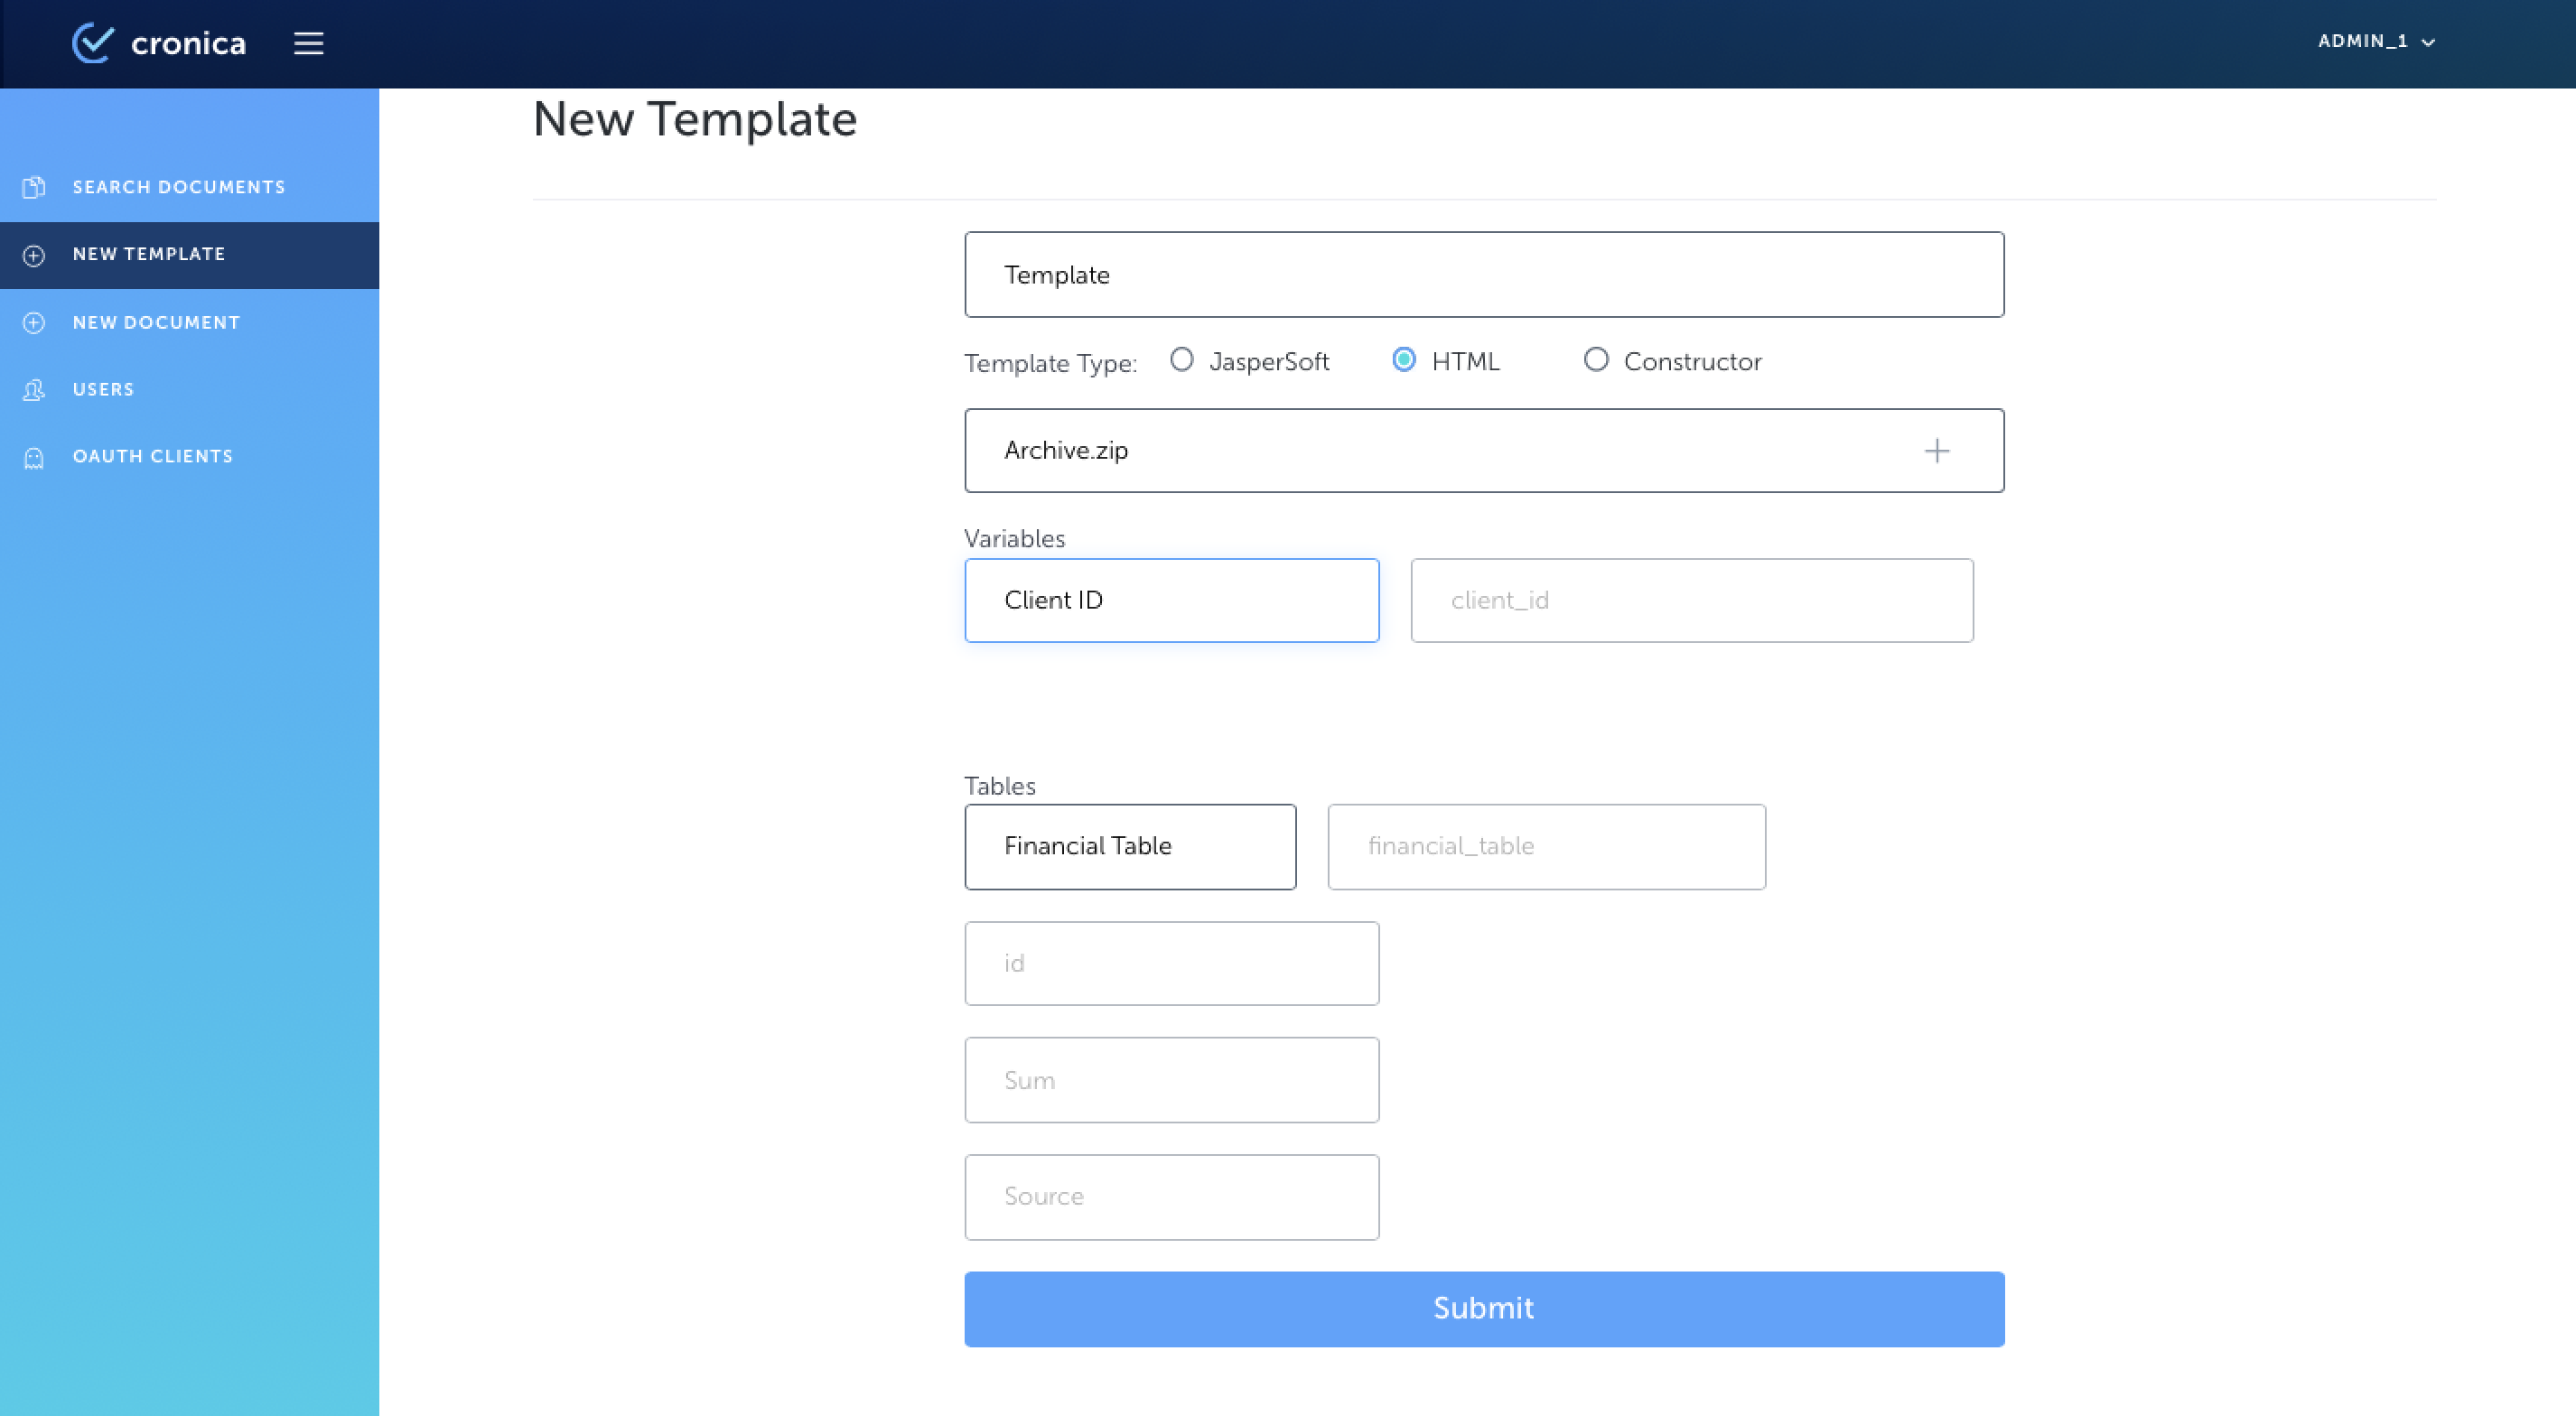 cronica
ADMIN_1
SEARCH DOCUMENTS
NEW TEMPLATE
NEW DOCUMENT
USERS
OAUTH CLIENTS
New Template
Template
Template Type: JasperSoft HTML Constructor
Archive.zip
Variables
Client ID client_id
Tables
Financial Table financial_table
id
Sum
Source
Submit